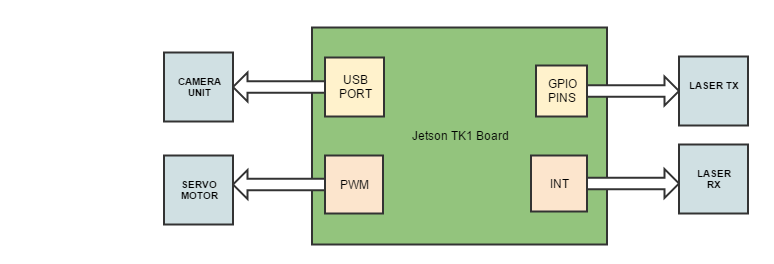 CAMERA
UNIT
USB
PORT
GPIO
PINS
LASER TX
Jetson TK1 Board
SERVO
MOTOR
PWM
INT
LASER
RX